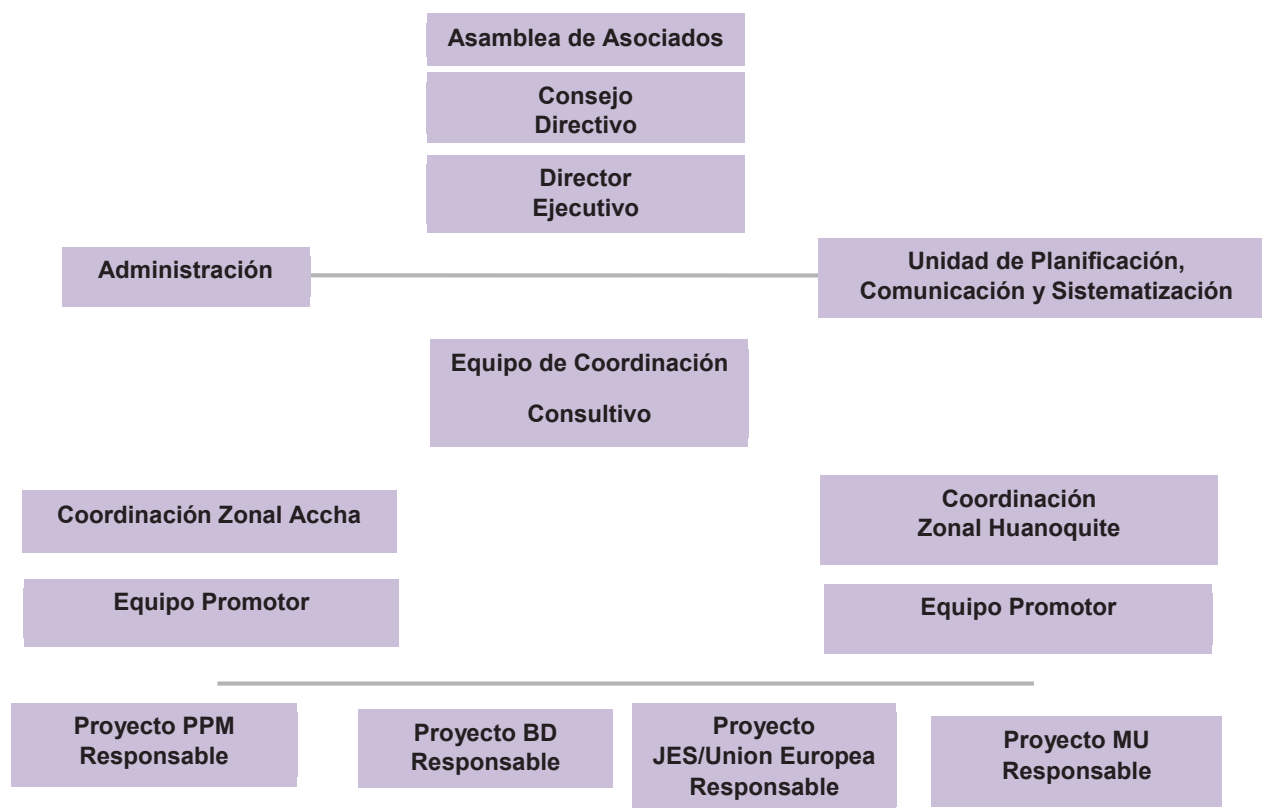 Asamblea de Asociados
Consejo
Directivo
Director
Ejecutivo
Administración
Unidad de Planificación,
Comunicación y Sistematización
Equipo de Coordinación
Consultivo
Coordinación Zonal Accha
Coordinación
Zonal Huanoquite
Equipo Promotor
Equipo Promotor
Proyecto PPM
Responsable
Proyecto BD
Responsable
Proyecto
JES/Union Europea
Responsable
Proyecto MU
Responsable